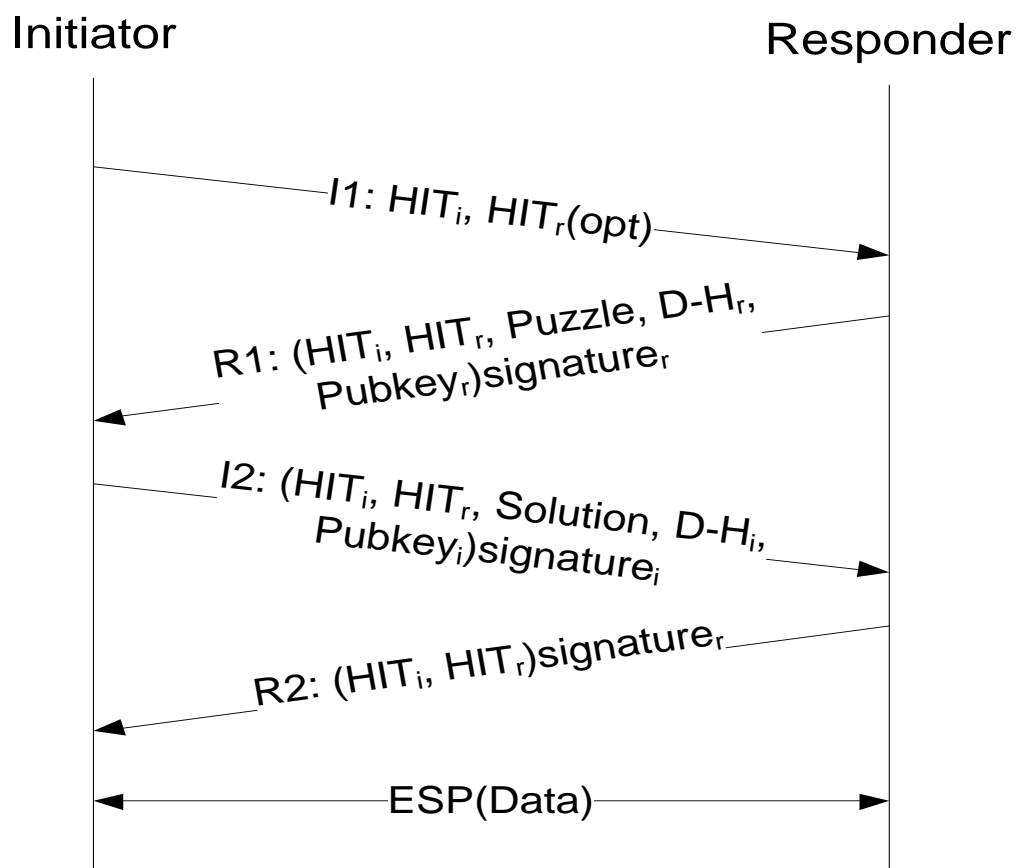 Initiator
Responder
I1: HITi, HITr(opt)
R1: (HITi, HITr, Puzzle, D-Hr,
Pubkeyr)signaturer
I2: (HITi, HITr, Solution, D-Hi,
Pubkeyi)signaturei
R2: (HITi, HITr)signaturer
ESP(Data)